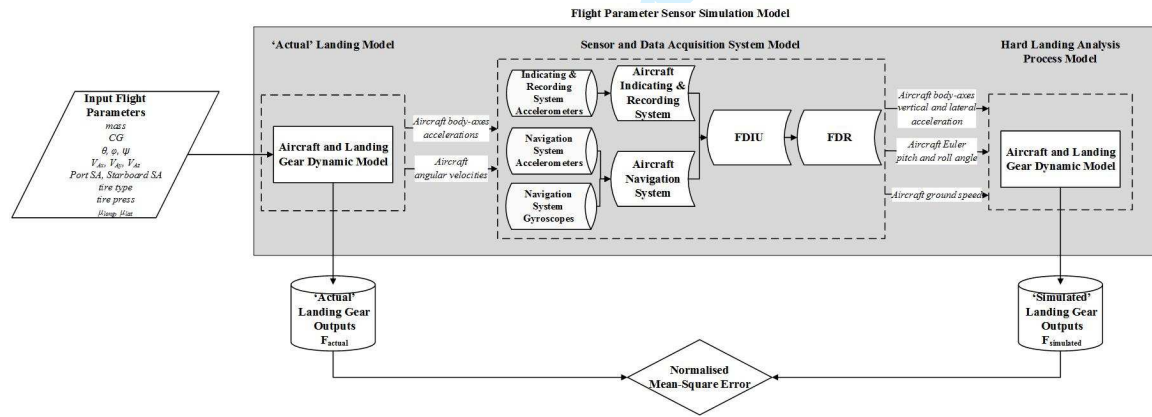 Flight Parameter Sensor Simulation Model
'Actual' Landing Model
Sensor and Data Acquisition System Model
Hard Landing Analysis
Process Model
Input Flight
Parameters
mass
CG
θ, φ, ψ
V_Ax, V_Ay, V_Az
Port SA, Starboard SA
tire type
tire press
μ_long, μ_lat
Aircraft and Landing
Gear Dynamic Model
Aircraft body-axes
accelerations
Aircraft
angular velocities
Indicating &
Recording
System
Accelerometers
Navigation
System
Accelerometers
Navigation
System
Gyroscopes
Aircraft
Indicating &
Recording
System
Aircraft
Navigation
System
FDIU
FDR
Aircraft body-axes
vertical and lateral
acceleration
Aircraft Euler
pitch and roll angle
Aircraft ground speed
Aircraft and Landing
Gear Dynamic Model
'Actual'
Landing Gear
Outputs
F_actual
'Simulated'
Landing Gear
Outputs
F_simulated
Normalised
Mean-Square Error